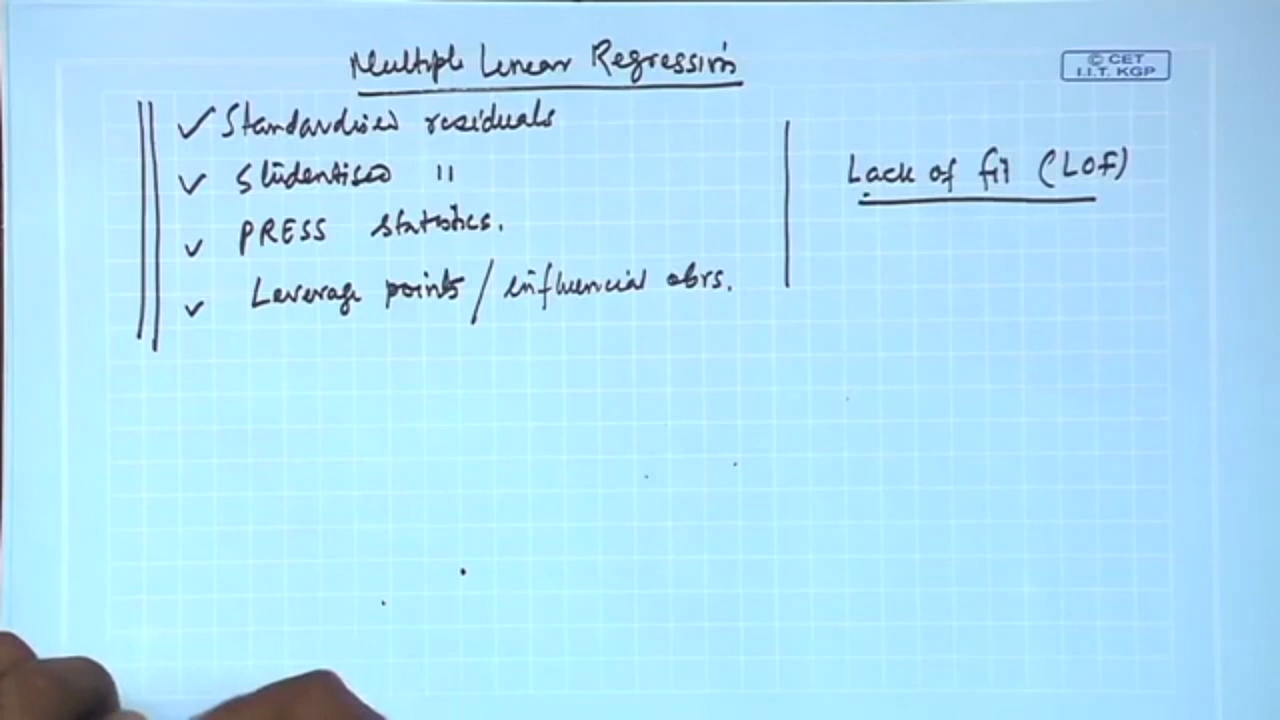 Multiple Linear Regression
© CET
I.I.T. KGP
Standardised residuals
Studentised "
PRESS statistics.
Leverage points / influencial obrs.
Lack of fit (LOF)